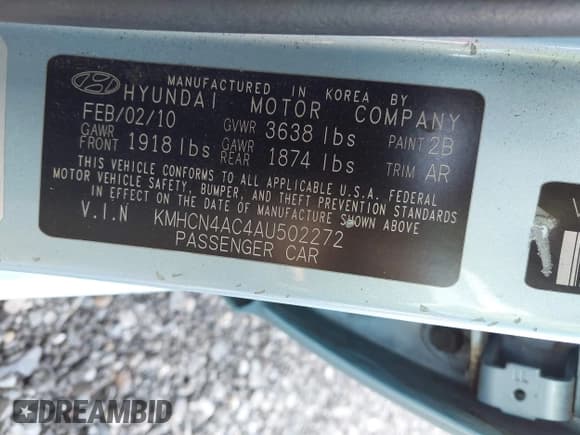 MANUFACTURED IN KOREA BY
HYUNDAI MOTOR COMPANY
FEB/02/10 GVWR 3638 lbs PAINT 2B
GAWR FRONT 1918 lbs GAWR REAR 1874 lbs TRIM AR
THIS VEHICLE CONFORMS TO ALL APPLICABLE U.S.A. FEDERAL
MOTOR VEHICLE SAFETY, BUMPER, AND THEFT PREVENTION STANDARDS
IN EFFECT ON THE DATE OF MANUFACTURE SHOWN ABOVE
V.I.N KMHCN4AC4AU502272
PASSENGER CAR
V
DREAMBID